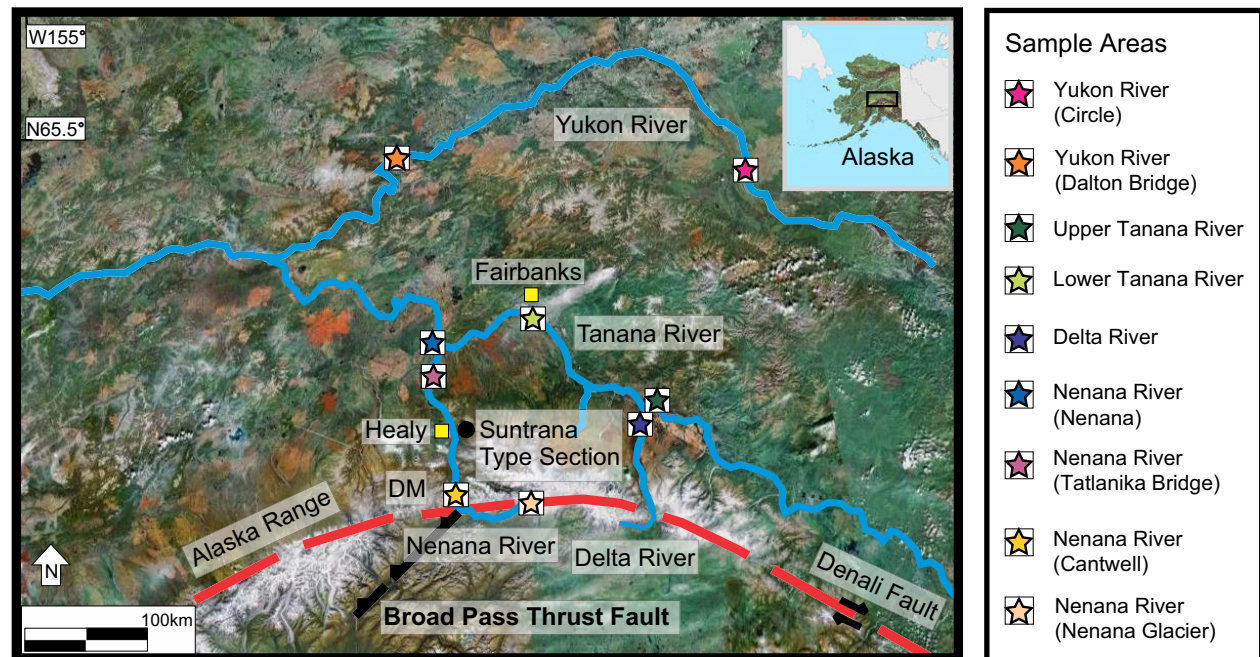 W155°
N65.5°
Yukon River
Alaska
Fairbanks
Tanana River
Healy
Suntrana
Type Section
DM
Alaska Range
Nenana River
Delta River
Denali Fault
Broad Pass Thrust Fault
N
100km
Sample Areas
Yukon River
(Circle)
Yukon River
(Dalton Bridge)
Upper Tanana River
Lower Tanana River
Delta River
Nenana River
(Nenana)
Nenana River
(Tatlanika Bridge)
Nenana River
(Cantwell)
Nenana River
(Nenana Glacier)